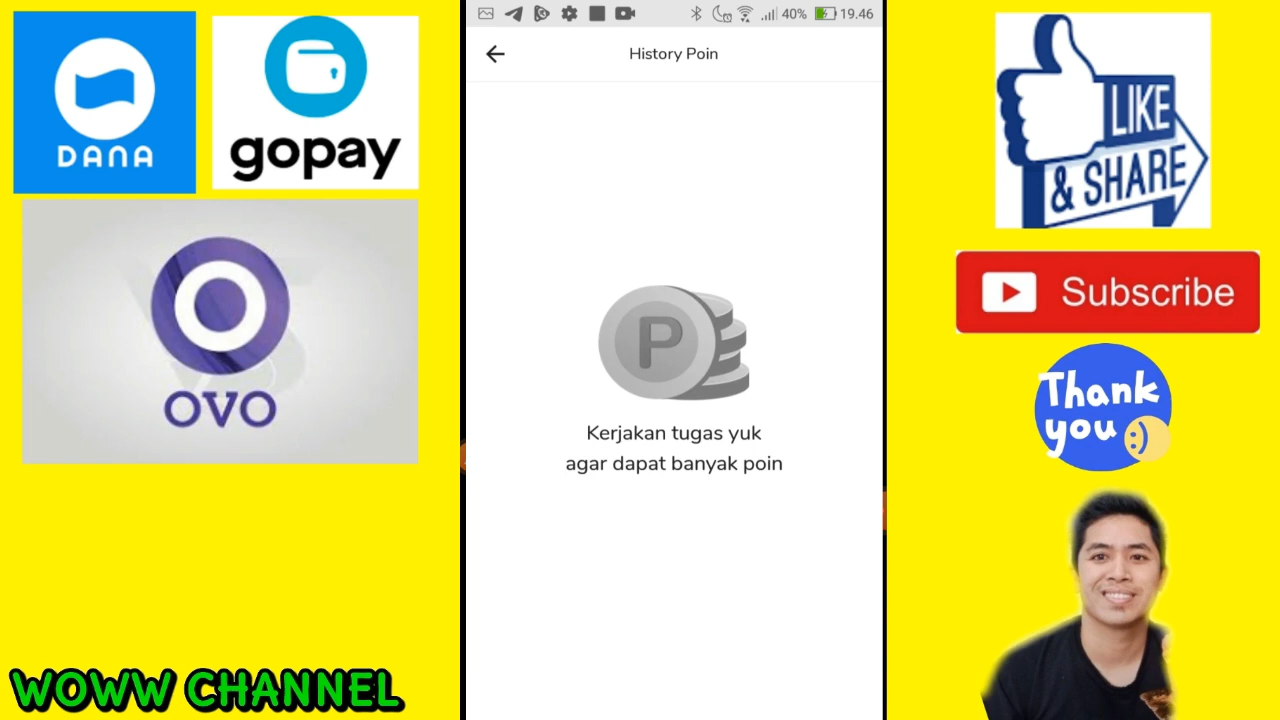 DANA
gopay
OVO
WOWW CHANNEL
40%
19.46
History Poin
P
Kerjakan tugas yuk
agar dapat banyak poin
LIKE
& SHARE
Subscribe
Thank
you